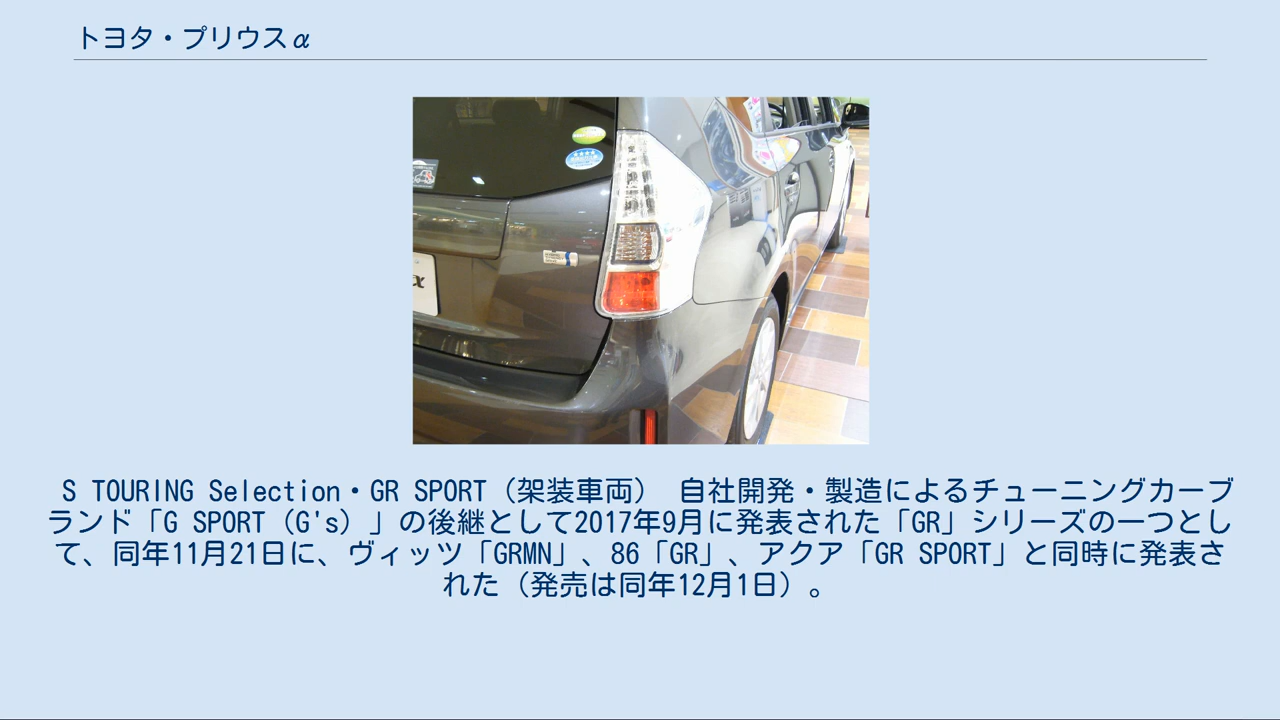 トヨタ・プリウスα
α
S TOURING Selection・GR SPORT（架装車両） 自社開発・製造によるチューニングカーブ
ランド「G SPORT（G's）」の後継として2017年9月に発表された「GR」シリーズの一つとし
て、同年11月21日に、ヴィッツ「GRMN」、86「GR」、アクア「GR SPORT」と同時に発表さ
れた（発売は同年12月1日）。